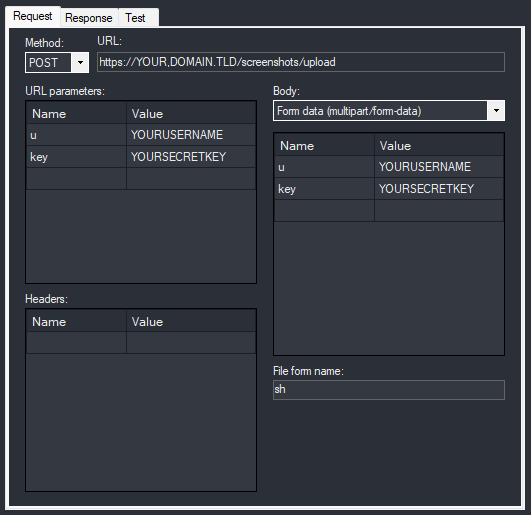 Request Response Test
Method: URL:
POST https://YOUR.DOMAIN.TLD/screenshots/upload
URL parameters:
Name Value
u YOURUSERNAME
key YOURSECRETKEY
Headers:
Name Value
Body:
Form data (multipart/form-data)
Name Value
u YOURUSERNAME
key YOURSECRETKEY
File form name:
sh